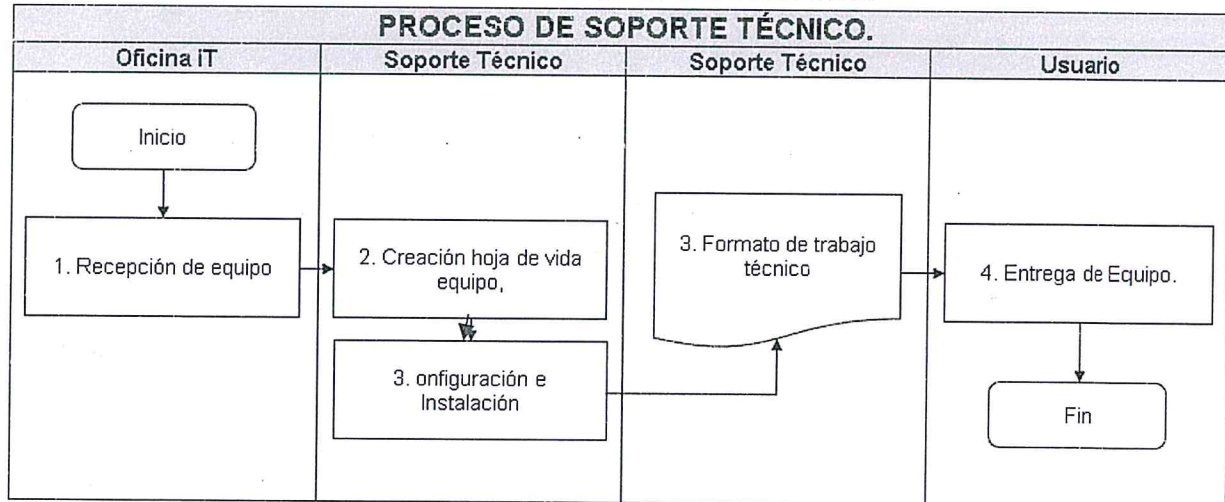 PROCESO DE SOPORTE TÉCNICO.
Oficina iT
Soporte Técnico
Soporte Técnico
Usuario
Inicio
1. Recepción de equipo
2. Creación hoja de vida
equipo,
3. onfiguración e
Instalación
3. Formato de trabajo
técnico
4. Entrega de Equipo.
Fin